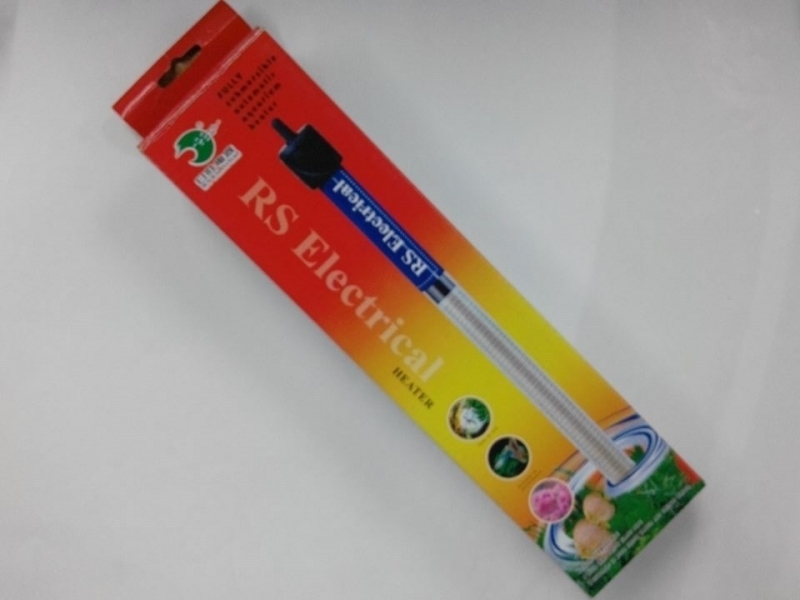 FULLY
submersible
automatic
aquarium
heater
RS Electrical
RS Electrical
HEATER